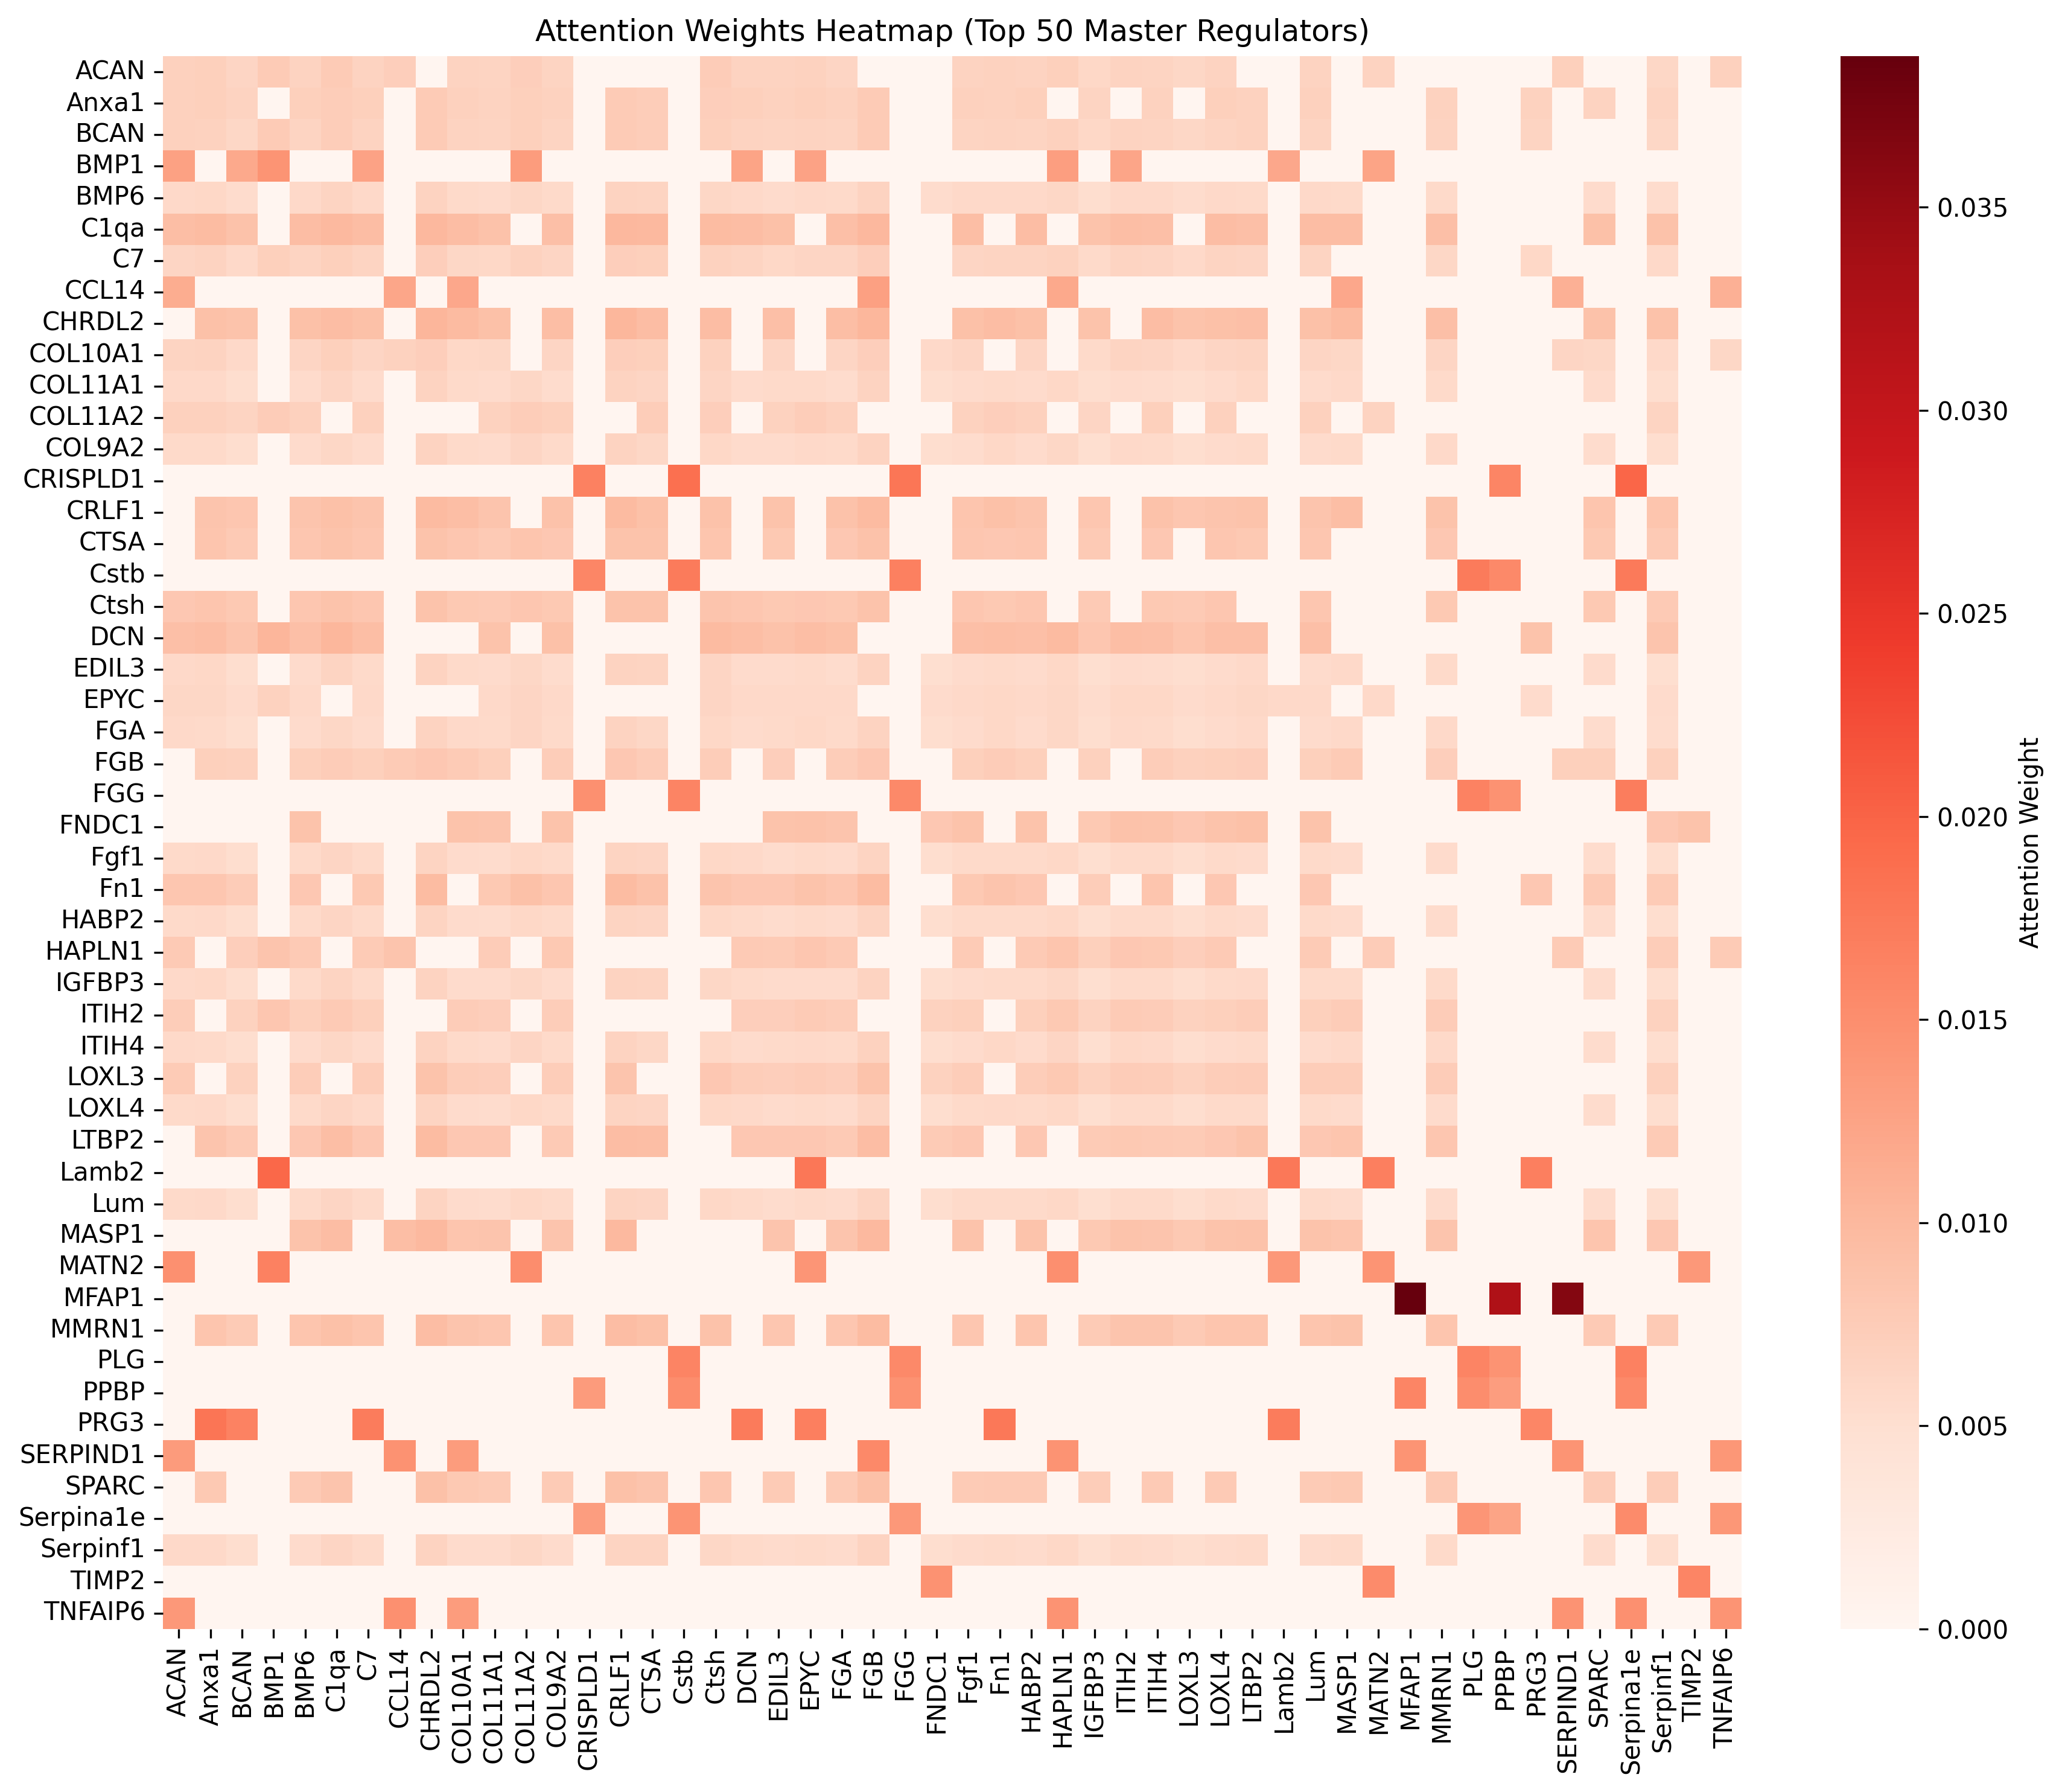 Attention Weights Heatmap (Top 50 Master Regulators)
ACAN
Anxa1
BCAN
BMP1
BMP6
C1qa
C7
CCL14
CHRDL2
COL10A1
COL11A1
COL11A2
COL9A2
CRISPLD1
CRLF1
CTSA
Cstb
Ctsh
DCN
EDIL3
EPYC
FGA
FGB
FGG
FNDC1
Fgf1
Fn1
HABP2
HAPLN1
IGFBP3
ITIH2
ITIH4
LOXL3
LOXL4
LTBP2
Lamb2
Lum
MASP1
MATN2
MFAP1
MMRN1
PLG
PPBP
PRG3
SERPIND1
SPARC
Serpina1e
Serpinf1
TIMP2
TNFAIP6
ACAN
Anxa1
BCAN
BMP1
BMP6
C1qa
C7
CCL14
CHRDL2
COL10A1
COL11A1
COL11A2
COL9A2
CRISPLD1
CRLF1
CTSA
Cstb
Ctsh
DCN
EDIL3
EPYC
FGA
FGB
FGG
FNDC1
Fgf1
Fn1
HABP2
HAPLN1
IGFBP3
ITIH2
ITIH4
LOXL3
LOXL4
LTBP2
Lamb2
Lum
MASP1
MATN2
MFAP1
MMRN1
PLG
PPBP
PRG3
SERPIND1
SPARC
Serpina1e
Serpinf1
TIMP2
TNFAIP6
0.035
0.030
0.025
0.020
0.015
0.010
0.005
0.000
Attention Weight